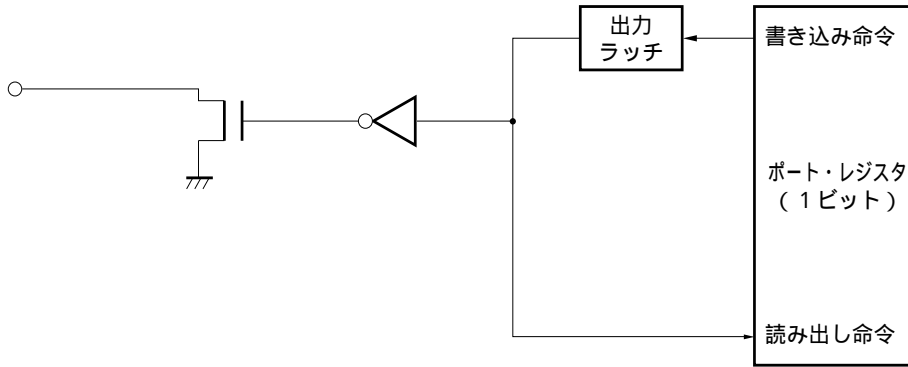 出力
ラッチ
書き込み命令
ポート・レジスタ
（１ビット）
読み出し命令